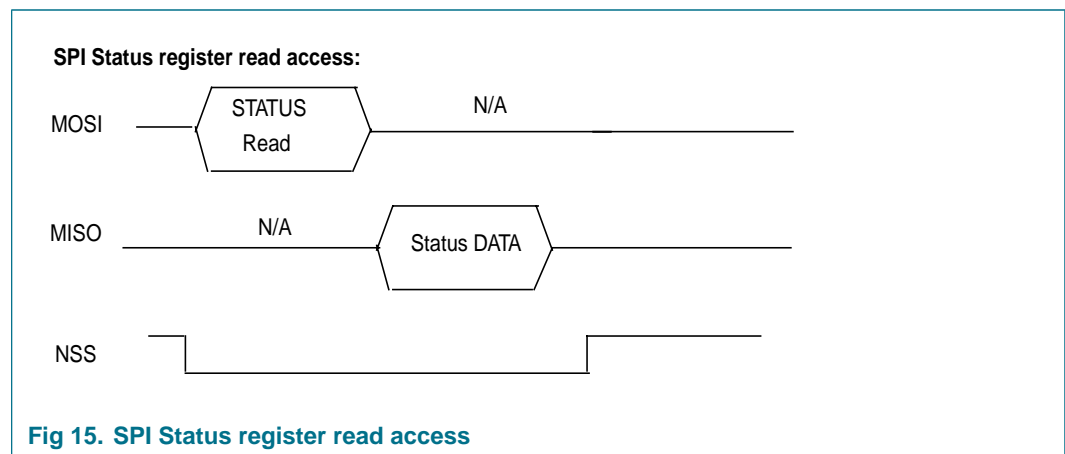 SPI Status register read access:
MOSI
STATUS
Read
N/A
MISO
N/A
Status DATA
NSS
Fig 15. SPI Status register read access